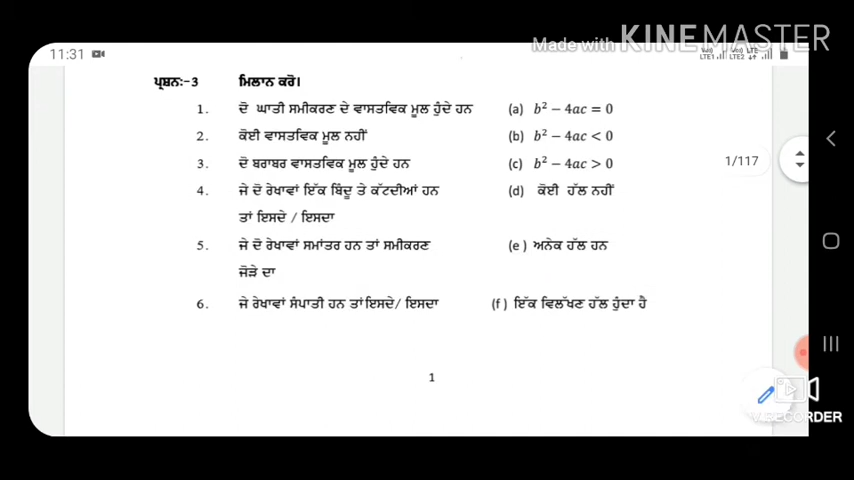 Made with KINEMASTER
11:31
LTE1 LTE2
ਪ੍ਰਸ਼ਨ:-3 ਮਿਲਾਨ ਕਰੋ।
1. ਦੋ ਘਾਤੀ ਸਮੀਕਰਣ ਦੇ ਵਾਸਤਵਿਕ ਮੂਲ ਹੁੰਦੇ ਹਨ (a) b² − 4ac = 0
2. ਕੋਈ ਵਾਸਤਵਿਕ ਮੂਲ ਨਹੀਂ (b) b² − 4ac < 0
3. ਦੋ ਬਰਾਬਰ ਵਾਸਤਵਿਕ ਮੂਲ ਹੁੰਦੇ ਹਨ (c) b² − 4ac > 0
1/117
4. ਜੇ ਦੋ ਰੇਖਾਵਾਂ ਇੱਕ ਬਿੰਦੂ ਤੇ ਕੱਟਦੀਆਂ ਹਨ (d) ਕੋਈ ਹੱਲ ਨਹੀਂ
ਤਾਂ ਇਸਦੇ / ਇਸਦਾ
5. ਜੇ ਦੋ ਰੇਖਾਵਾਂ ਸਮਾਂਤਰ ਹਨ ਤਾਂ ਸਮੀਕਰਣ (e ) ਅਨੇਕ ਹੱਲ ਹਨ
ਜੋੜੇ ਦਾ
6. ਜੇ ਰੇਖਾਵਾਂ ਸੰਪਾਤੀ ਹਨ ਤਾਂ ਇਸਦੇ/ ਇਸਦਾ (f ) ਇੱਕ ਵਿਲੱਖਣ ਹੱਲ ਹੁੰਦਾ ਹੈ
1
V.RECORDER